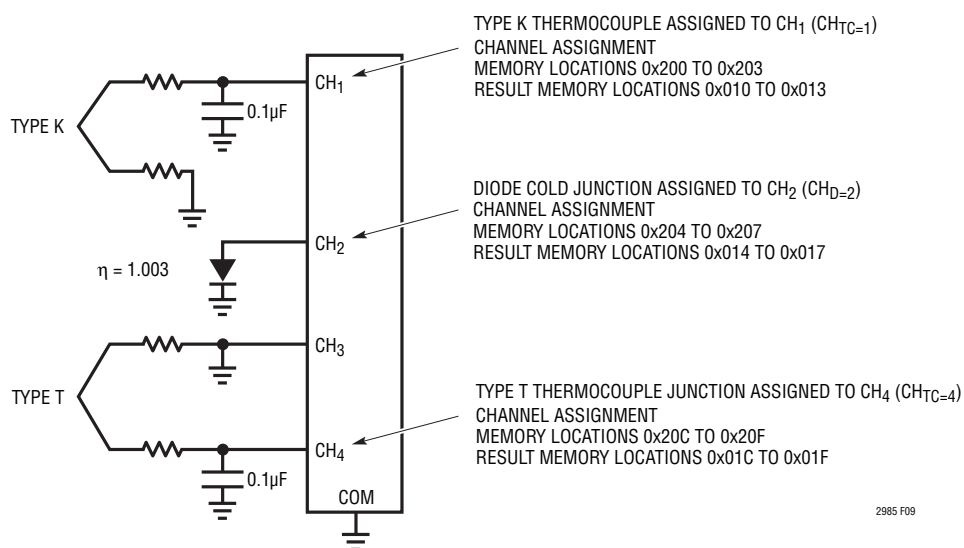 TYPE K THERMOCOUPLE ASSIGNED TO CH1 (CHTC=1)
CHANNEL ASSIGNMENT
MEMORY LOCATIONS 0x200 TO 0x203
RESULT MEMORY LOCATIONS 0x010 TO 0x013
CH1
0.1µF
TYPE K
DIODE COLD JUNCTION ASSIGNED TO CH2 (CHD=2)
CHANNEL ASSIGNMENT
MEMORY LOCATIONS 0x204 TO 0x207
RESULT MEMORY LOCATIONS 0x014 TO 0x017
CH2
η = 1.003
CH3
TYPE T
TYPE T THERMOCOUPLE JUNCTION ASSIGNED TO CH4 (CHTC=4)
CHANNEL ASSIGNMENT
MEMORY LOCATIONS 0x20C TO 0x20F
RESULT MEMORY LOCATIONS 0x01C TO 0x01F
CH4
0.1µF
COM
2985 F09